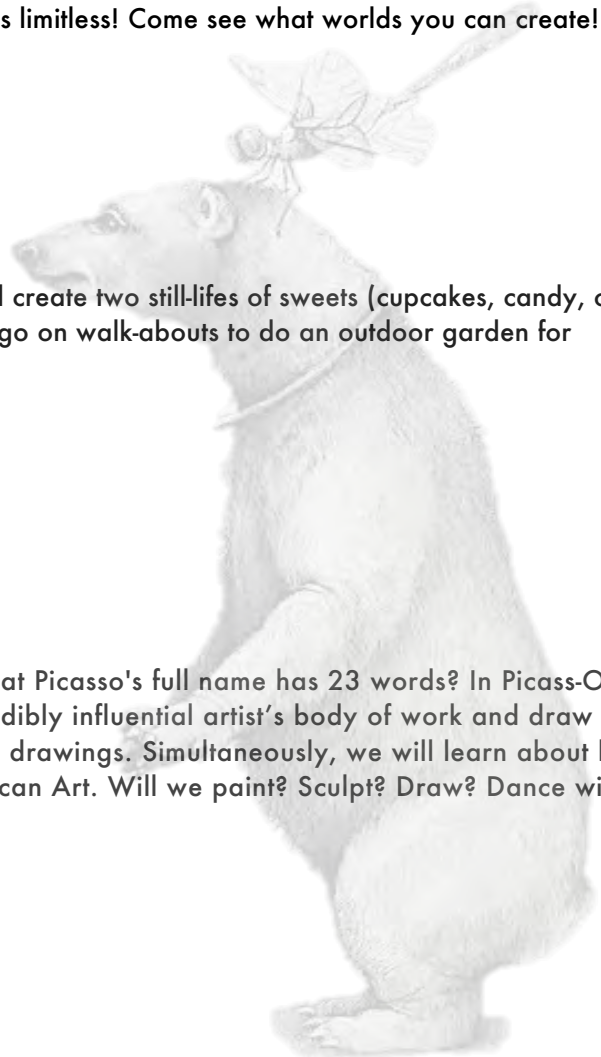 s limitless! Come see what worlds you can create!
create two still-lifes of sweets (cupcakes, candy,
go on walk-abouts to do an outdoor garden for
at Picasso's full name has 23 words? In Picass-O
dibly influential artist’s body of work and draw
drawings. Simultaneously, we will learn about
can Art. Will we paint? Sculpt? Draw? Dance wi